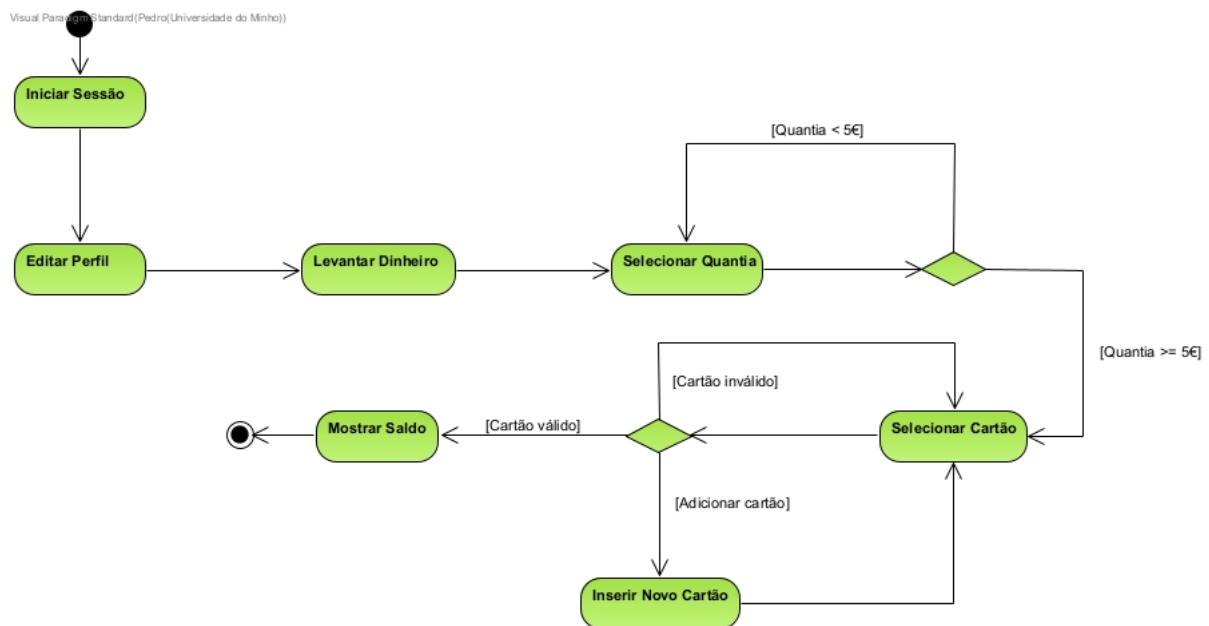 Visual Paradigm Standard(Pedro(Universidade do Minho))
Iniciar Sessão
[Quantia < 5€]
Editar Perfil
Levantar Dinheiro
Selecionar Quantia
[Quantia >= 5€]
[Cartão inválido]
Mostrar Saldo
[Cartão válido]
Selecionar Cartão
[Adicionar cartão]
Inserir Novo Cartão